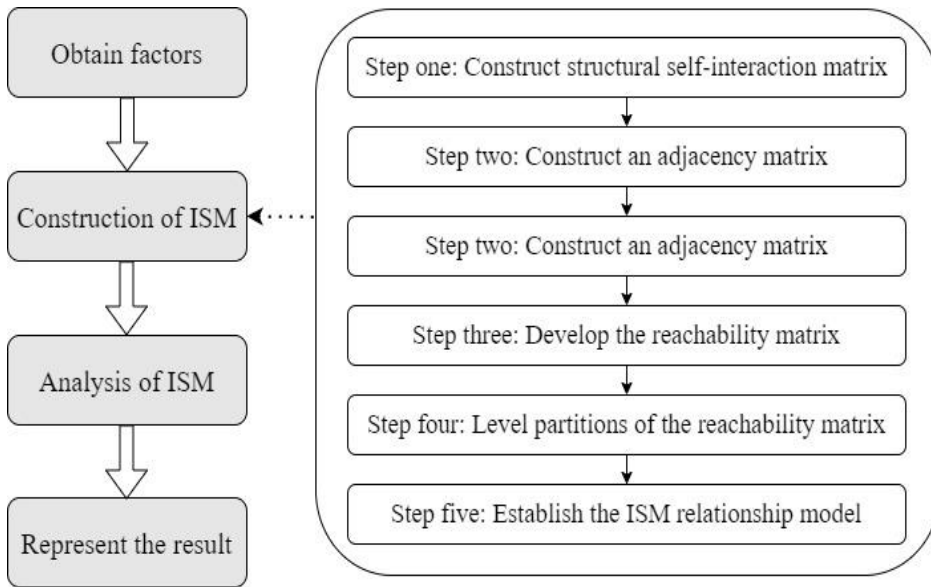 Obtain factors
Construction of ISM
Analysis of ISM
Represent the result
Step one: Construct structural self-interaction matrix
Step two: Construct an adjacency matrix
Step two: Construct an adjacency matrix
Step three: Develop the reachability matrix
Step four: Level partitions of the reachability matrix
Step five: Establish the ISM relationship model